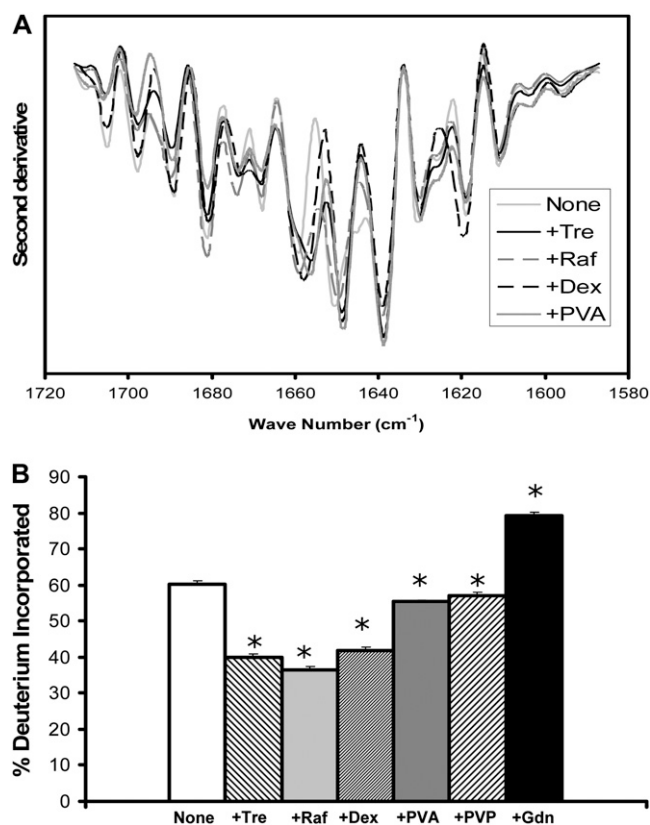 A
Second derivative
None
+Tre
+Raf
+Dex
+PVA
1720 1700 1680 1660 1640 1620 1600 1580
Wave Number (cm-1)
B
% Deuterium Incorporated
90
80
70
60
50
40
30
20
10
0
* * * * * *
None +Tre +Raf +Dex +PVA +PVP +Gdn